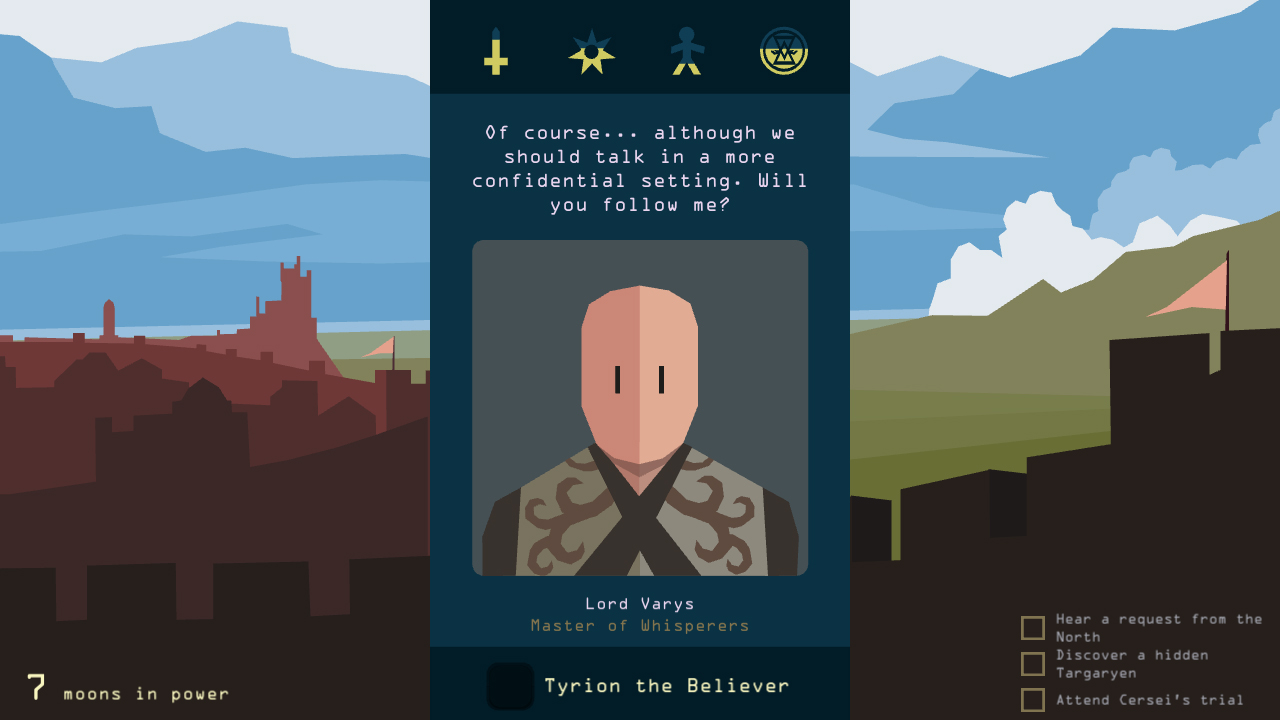 Of course... although we
should talk in a more
confidential setting. Will
you follow me?
Lord Varys
Master of Whisperers
Tyrion the Believer
7 moons in power
Hear a request from the
North
Discover a hidden
Targaryen
Attend Cersei's trial